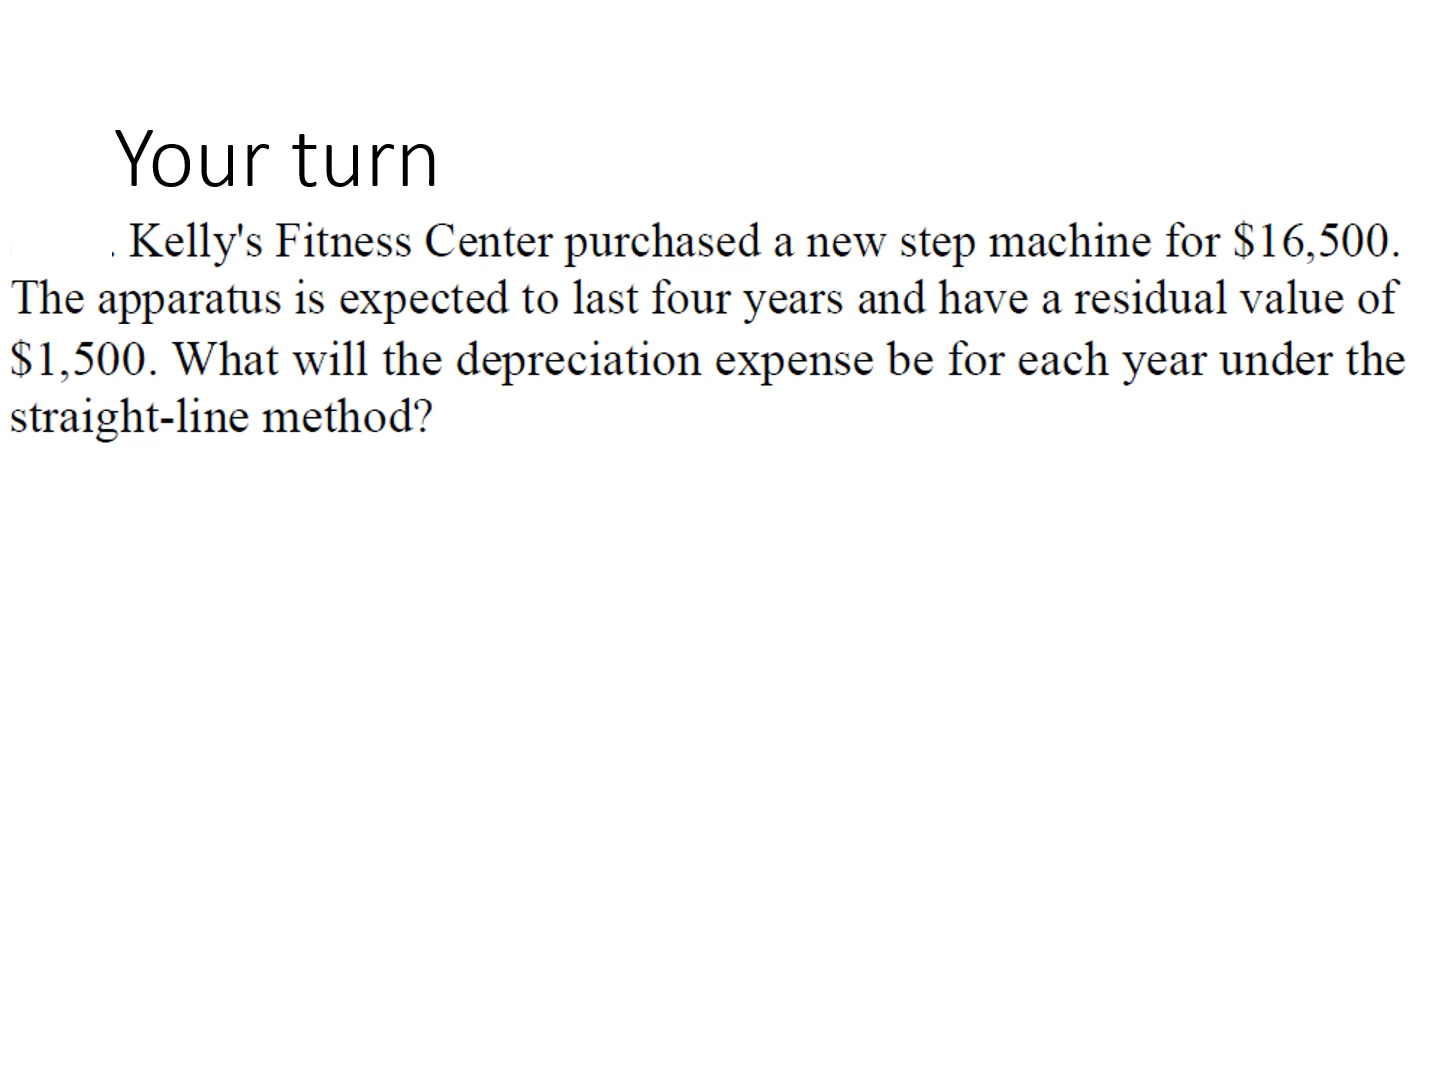 Your turn
. Kelly's Fitness Center purchased a new step machine for $16,500.
The apparatus is expected to last four years and have a residual value of
$1,500. What will the depreciation expense be for each year under the
straight-line method?